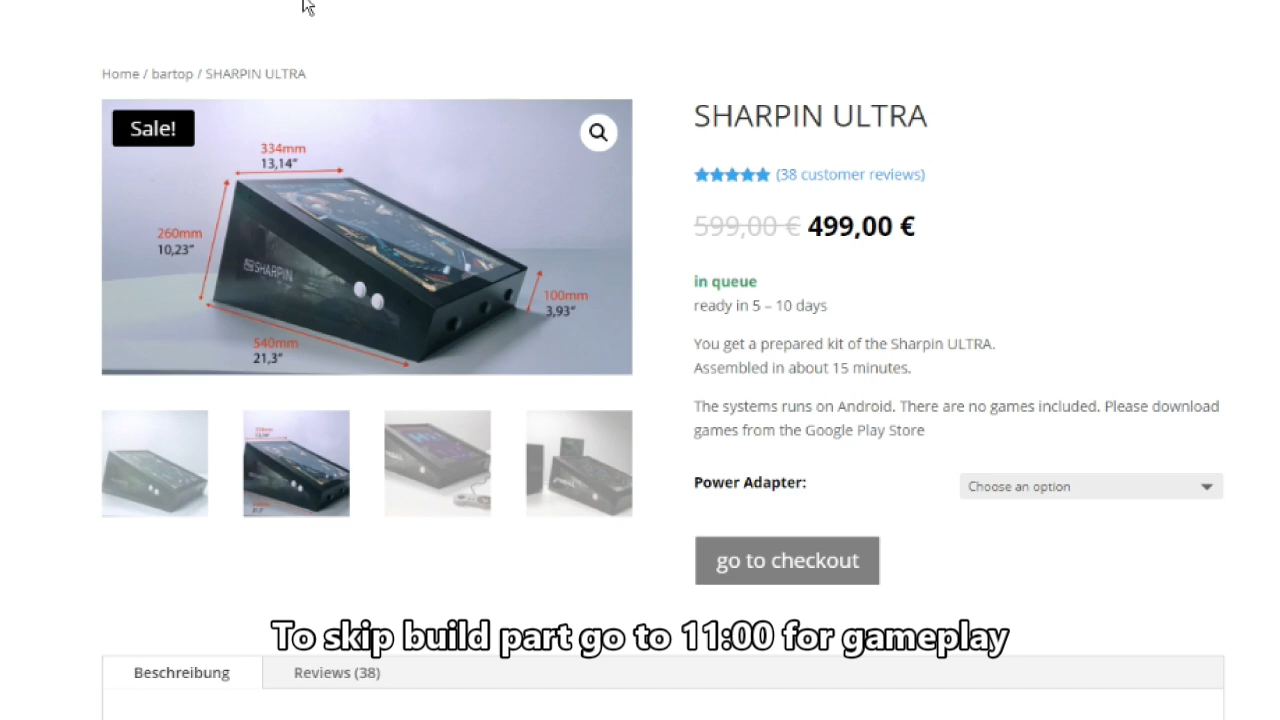 Home / bartop / SHARPIN ULTRA
Sale!
334mm
13,14"
260mm
10,23"
SHARPIN
100mm
3,93"
540mm
21,3"
SHARPIN ULTRA
(38 customer reviews)
599,00 € 499,00 €
in queue
ready in 5 – 10 days
You get a prepared kit of the Sharpin ULTRA.
Assembled in about 15 minutes.
The systems runs on Android. There are no games included. Please download
games from the Google Play Store
Power Adapter:
Choose an option
go to checkout
To skip build part go to 11:00 for gameplay
Beschreibung
Reviews (38)